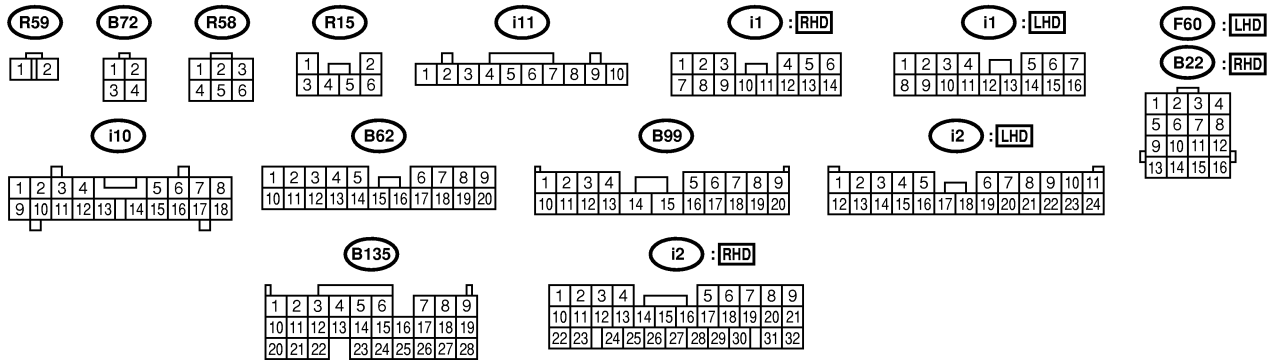 R59
B72
R58
R15
i11
i1 : RHD
i1 : LHD
F60 : LHD
B22 : RHD
1 2
1 2
3 4
1 2 3
4 5 6
1 2
3 4 5 6
1 2 3 4 5 6 7 8 9 10
1 2 3 4 5 6
7 8 9 10 11 12 13 14
1 2 3 4 5 6 7
8 9 10 11 12 13 14 15 16
1 2 3 4
5 6 7 8
9 10 11 12
13 14 15 16
i10
B62
B99
i2 : LHD
1 2 3 4 5 6 7 8
9 10 11 12 13 14 15 16 17 18
1 2 3 4 5 6 7 8 9
10 11 12 13 14 15 16 17 18 19 20
1 2 3 4 5 6 7 8 9
10 11 12 13 14 15 16 17 18 19 20
1 2 3 4 5 6 7 8 9 10 11
12 13 14 15 16 17 18 19 20 21 22 23 24
B135
i2 : RHD
1 2 3 4 5 6 7 8 9
10 11 12 13 14 15 16 17 18 19
20 21 22 23 24 25 26 27 28
1 2 3 4 5 6 7 8 9
10 11 12 13 14 15 16 17 18 19 20 21
22 23 24 25 26 27 28 29 30 31 32